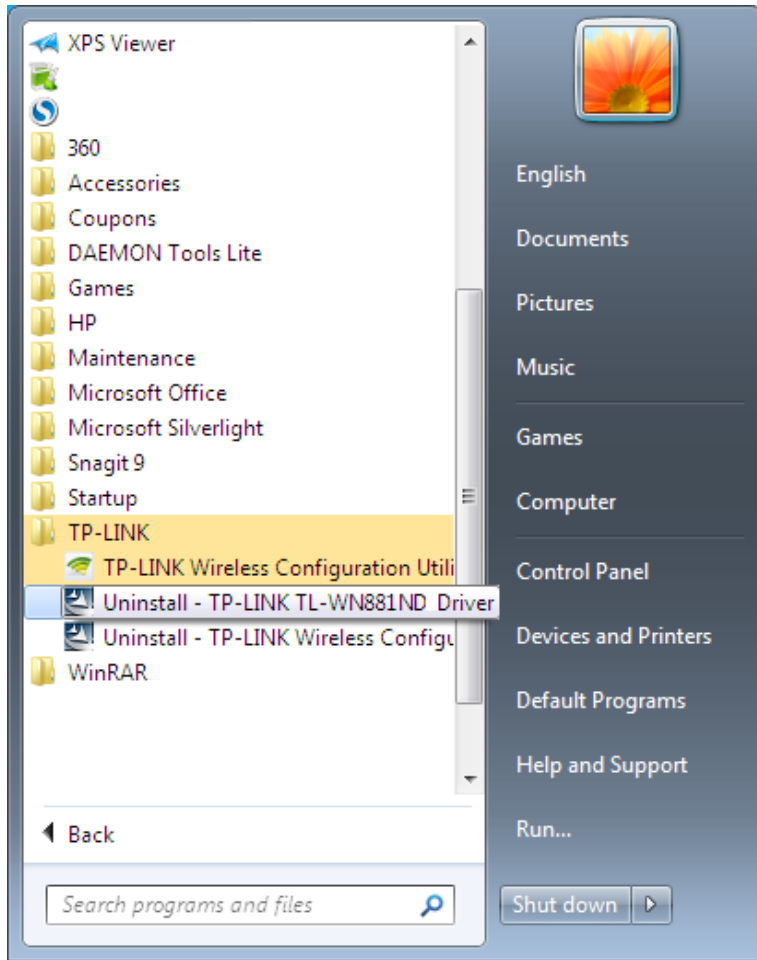 XPS Viewer
360
Accessories
Coupons
DAEMON Tools Lite
Games
HP
Maintenance
Microsoft Office
Microsoft Silverlight
Snagit 9
Startup
TP-LINK
TP-LINK Wireless Configuration Utili
Uninstall - TP-LINK TL-WN881ND Driver
Uninstall - TP-LINK Wireless Configu
WinRAR
Back
Search programs and files
English
Documents
Pictures
Music
Games
Computer
Control Panel
Devices and Printers
Default Programs
Help and Support
Run...
Shut down